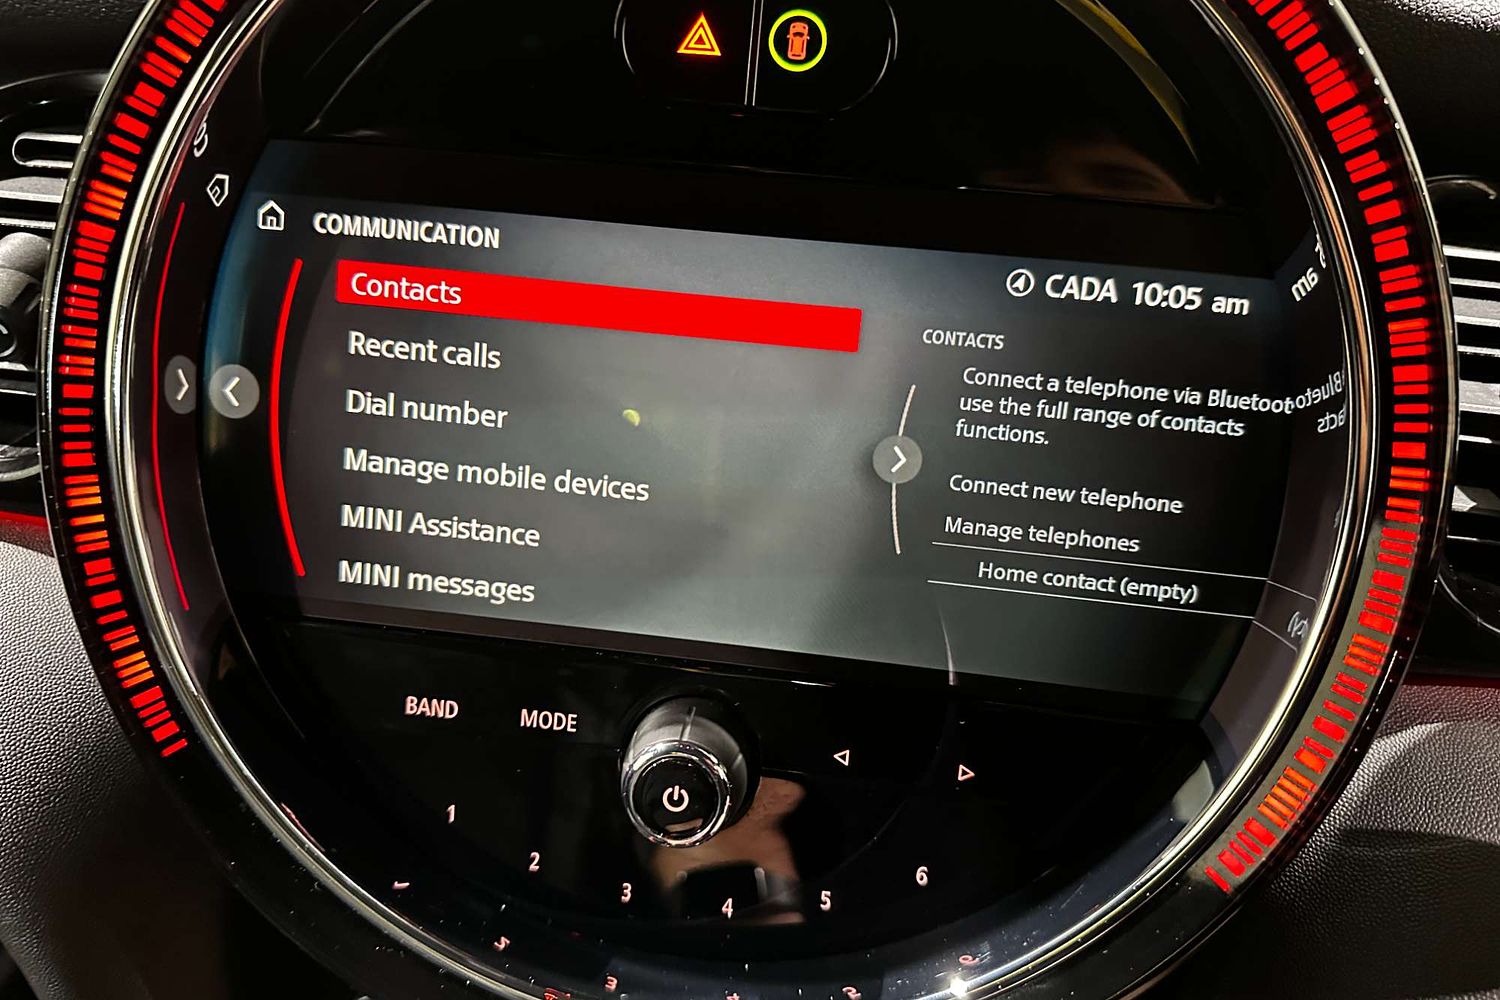 COMMUNICATION
CADA 10:05 am
Contacts
Recent calls
Dial number
Manage mobile devices
MINI Assistance
MINI messages
CONTACTS
Connect a telephone via Bluetoot
use the full range of contacts
functions.
Connect new telephone
Manage telephones
Home contact (empty)
BAND
MODE
1
2
3
4
5
6